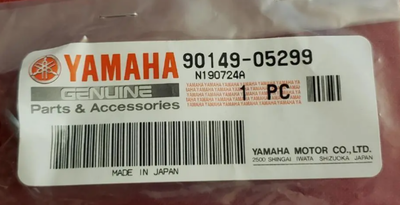 YAMAHA 90149-05299
N190724A
GENUINE
Parts & Accessories
1 PC
YAMAHA MOTOR CO., LTD.
2500 SHINGAI IWATA SHIZUOKA JAPAN
MADE IN JAPAN